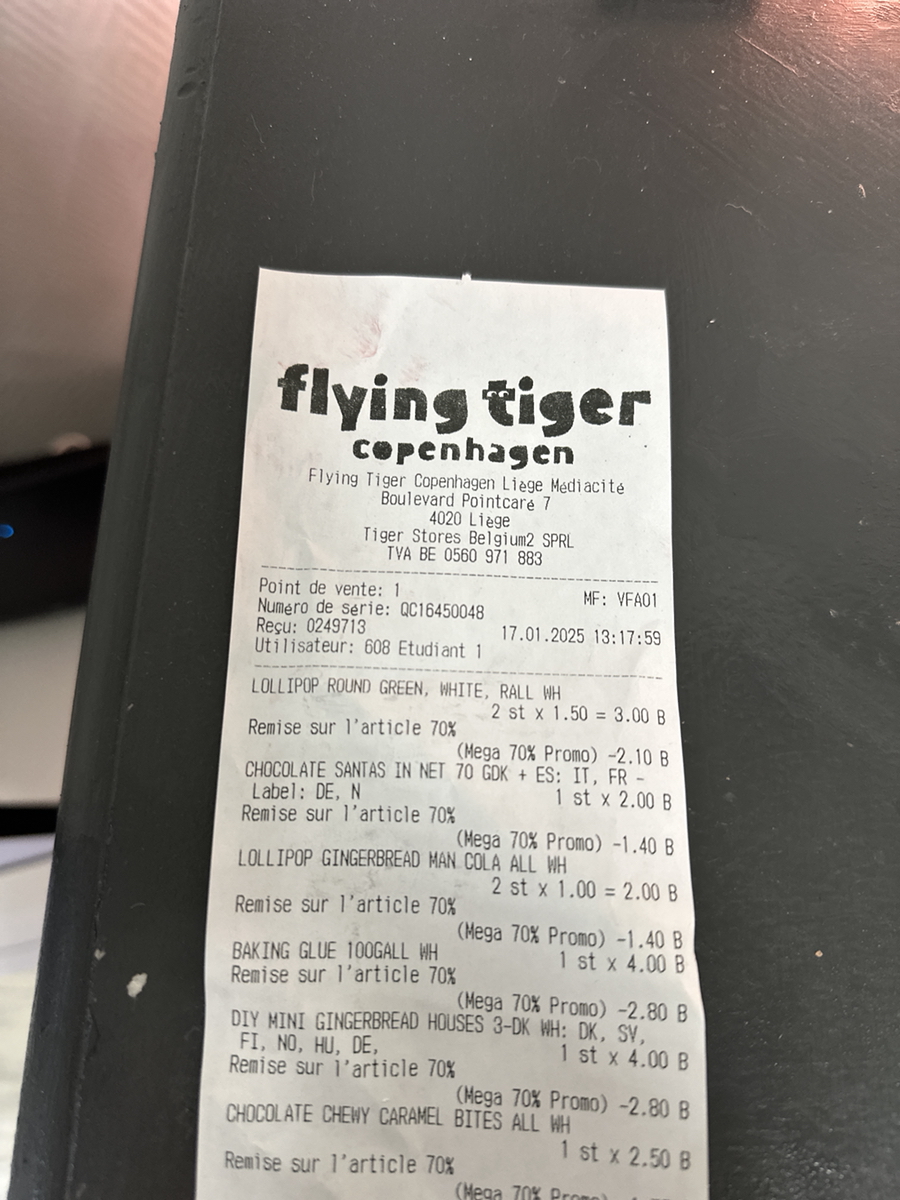 flying tiger
copenhagen
Flying Tiger Copenhagen Liège Médiacité
Boulevard Pointcaré 7
4020 Liège
Tiger Stores Belgium2 SPRL
TVA BE 0560 971 883
Point de vente: 1 MF: VFA01
Numéro de série: QC16450048
Reçu: 0249713 17.01.2025 13:17:59
Utilisateur: 608 Etudiant 1
LOLLIPOP ROUND GREEN, WHITE, RALL WH
2 st x 1.50 = 3.00 B
Remise sur l'article 70%
(Mega 70% Promo) -2.10 B
CHOCOLATE SANTAS IN NET 70 GDK + ES: IT, FR -
Label: DE, N 1 st x 2.00 B
Remise sur l'article 70%
(Mega 70% Promo) -1.40 B
LOLLIPOP GINGERBREAD MAN COLA ALL WH
2 st x 1.00 = 2.00 B
Remise sur l'article 70%
(Mega 70% Promo) -1.40 B
BAKING GLUE 100GALL WH 1 st x 4.00 B
Remise sur l'article 70%
(Mega 70% Promo) -2.80 B
DIY MINI GINGERBREAD HOUSES 3-DK WH: DK, SV,
FI, NO, HU, DE, 1 st x 4.00 B
Remise sur l'article 70%
(Mega 70% Promo) -2.80 B
CHOCOLATE CHEWY CARAMEL BITES ALL WH
1 st x 2.50 B
Remise sur l'article 70%
(Mega 70% Promo)